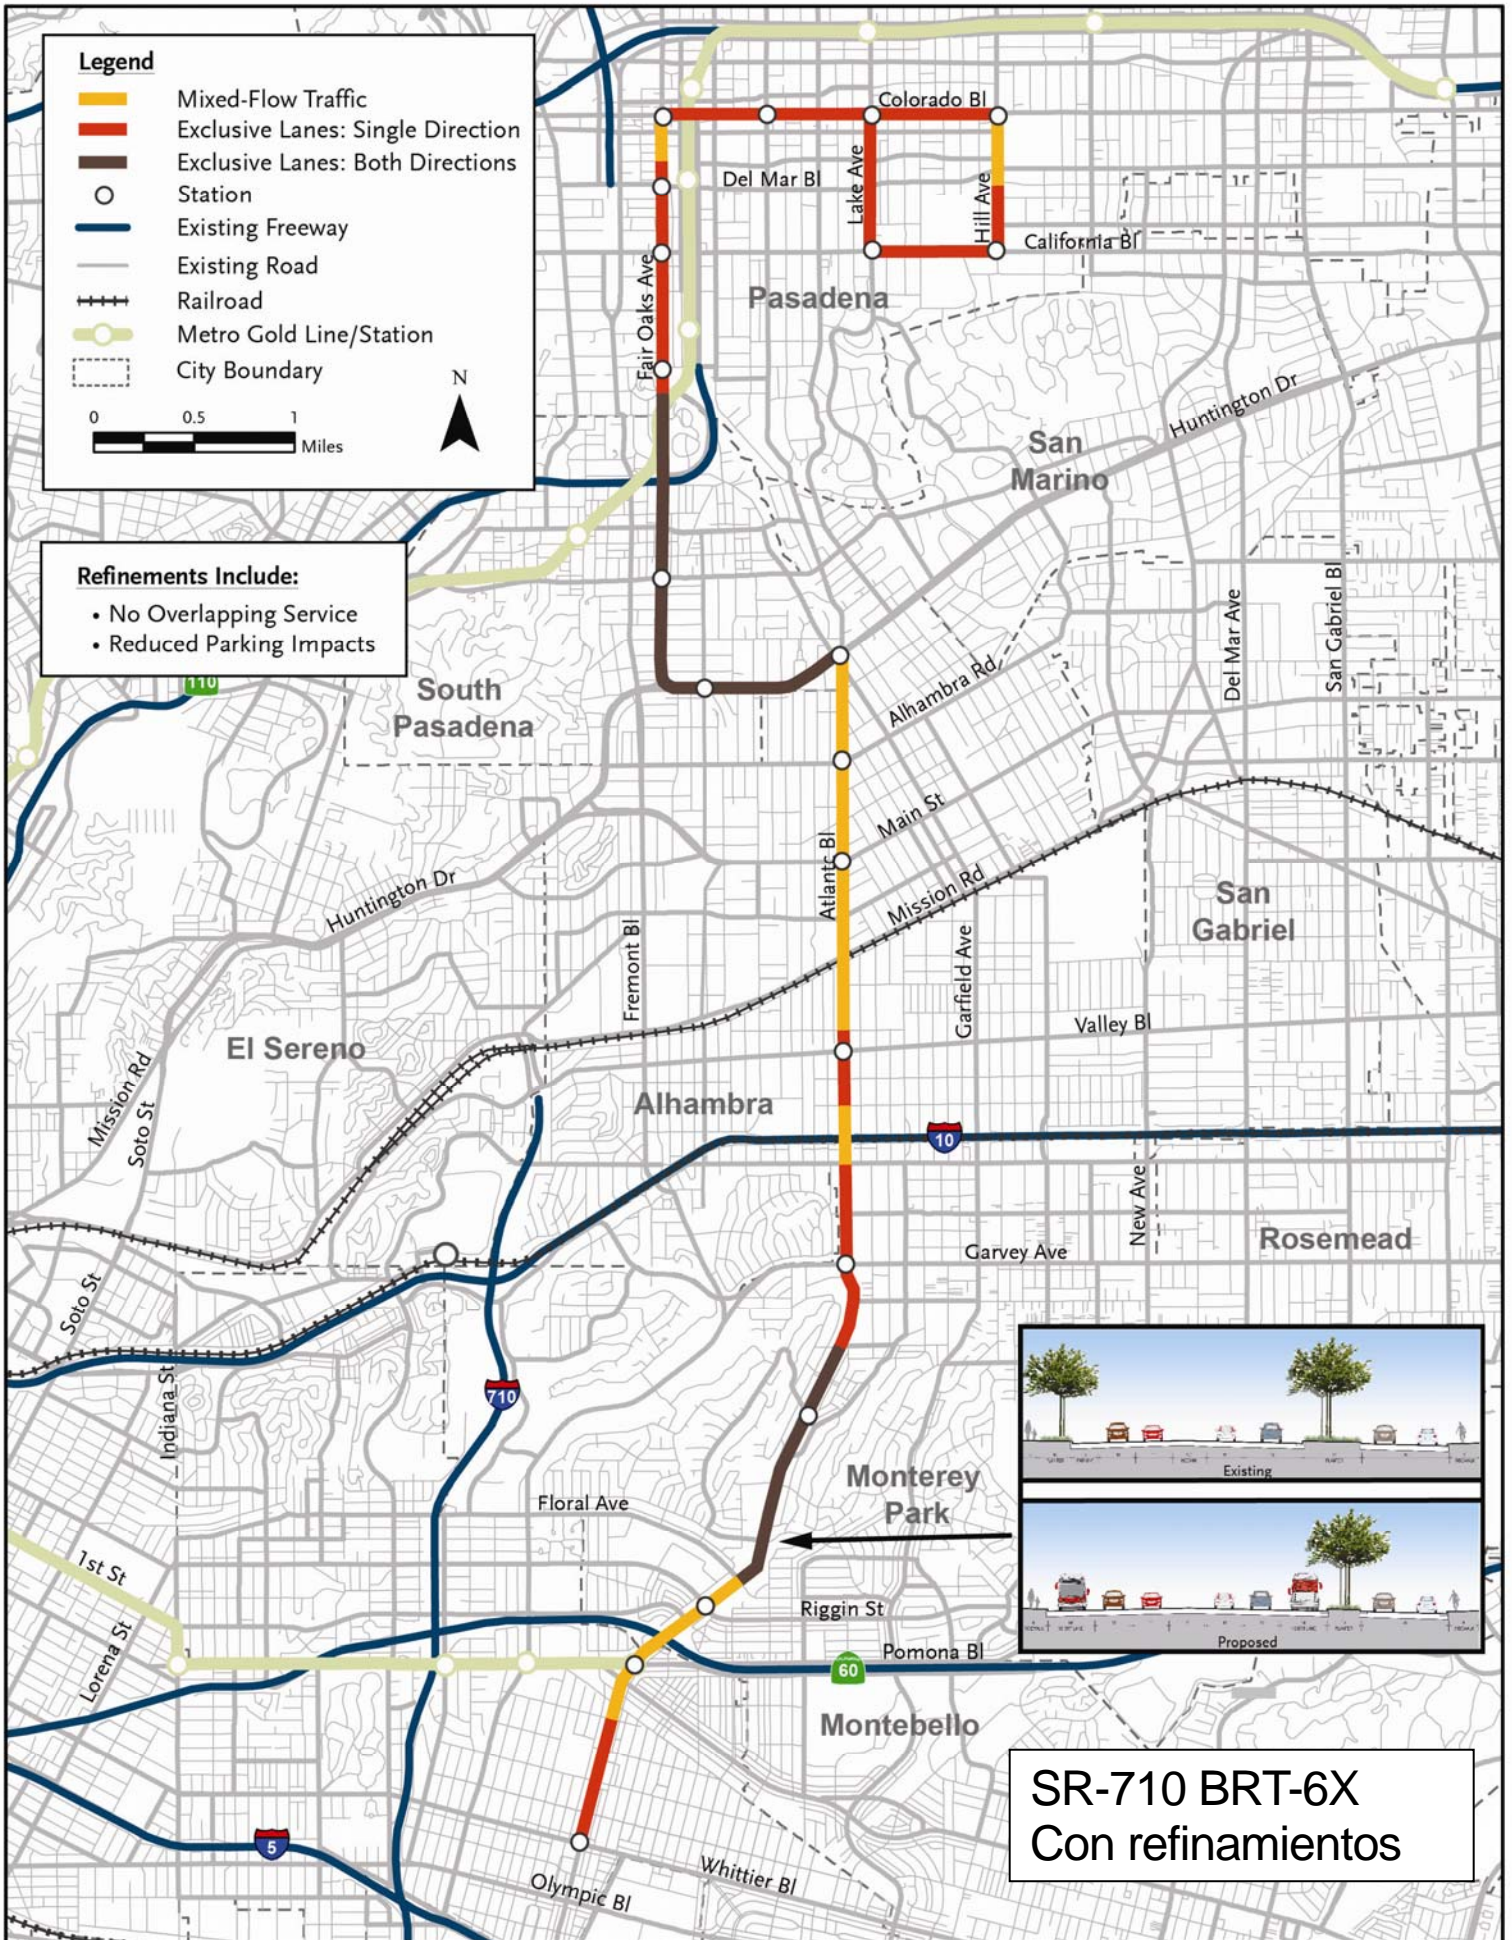 Legend
Mixed-Flow Traffic
Exclusive Lanes: Single Direction
Exclusive Lanes: Both Directions
Station
Existing Freeway
Existing Road
Railroad
Metro Gold Line/Station
City Boundary
0 0.5 1
Miles
N
Refinements Include:
• No Overlapping Service
• Reduced Parking Impacts
Colorado Bl
Del Mar Bl
Lake Ave
Hill Ave
California Bl
Fair Oaks Ave
Pasadena
Huntington Dr
San
Marino
Del Mar Ave
San Gabriel Bl
110
South
Pasadena
Alhambra Rd
Main St
Atlantc Bl
Mission Rd
Huntington Dr
San
Gabriel
Fremont Bl
Garfield Ave
Valley Bl
El Sereno
Mission Rd
Soto St
Alhambra
10
New Ave
Rosemead
Garvey Ave
Soto St
Indiana St
710
Existing
Monterey
Park
Floral Ave
1st St
Riggin St
Proposed
Pomona Bl
60
Lorena St
Montebello
5
Whittier Bl
Olympic Bl
SR-710 BRT-6X
Con refinamientos